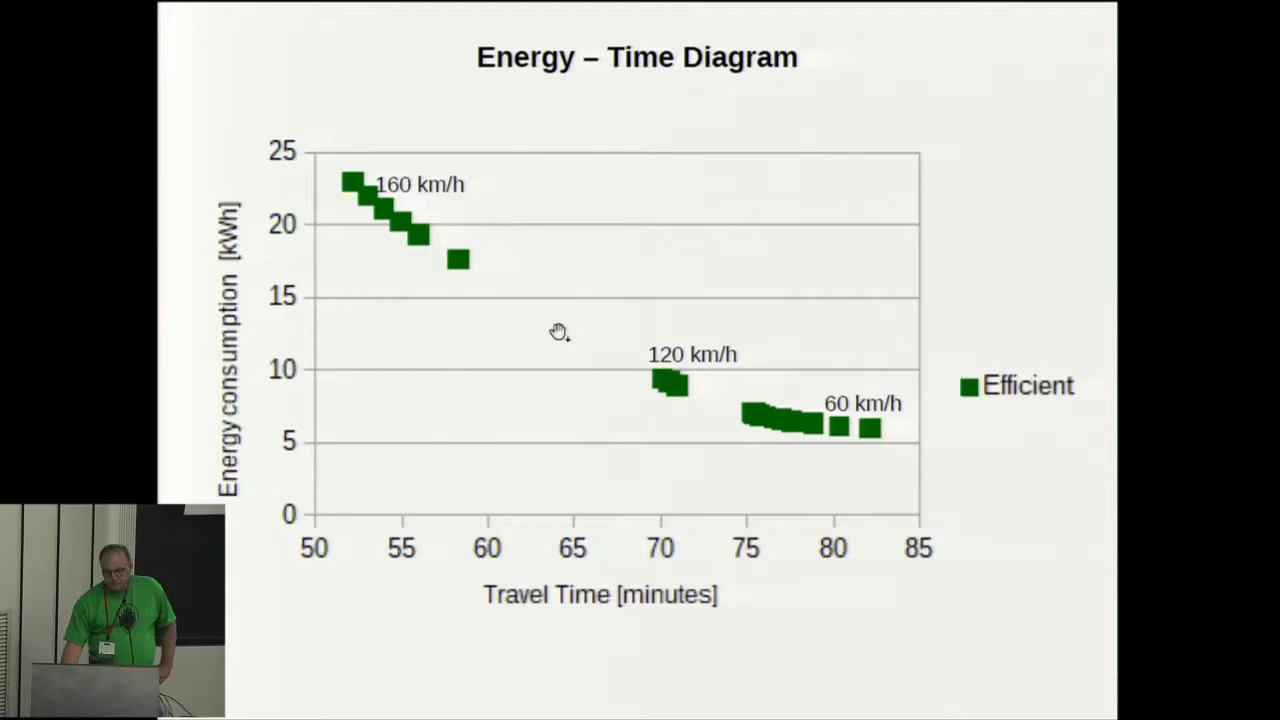 Energy – Time Diagram
25
20
15
10
5
0
Energy consumption [kWh]
160 km/h
120 km/h
60 km/h
Efficient
50 55 60 65 70 75 80 85
Travel Time [minutes]